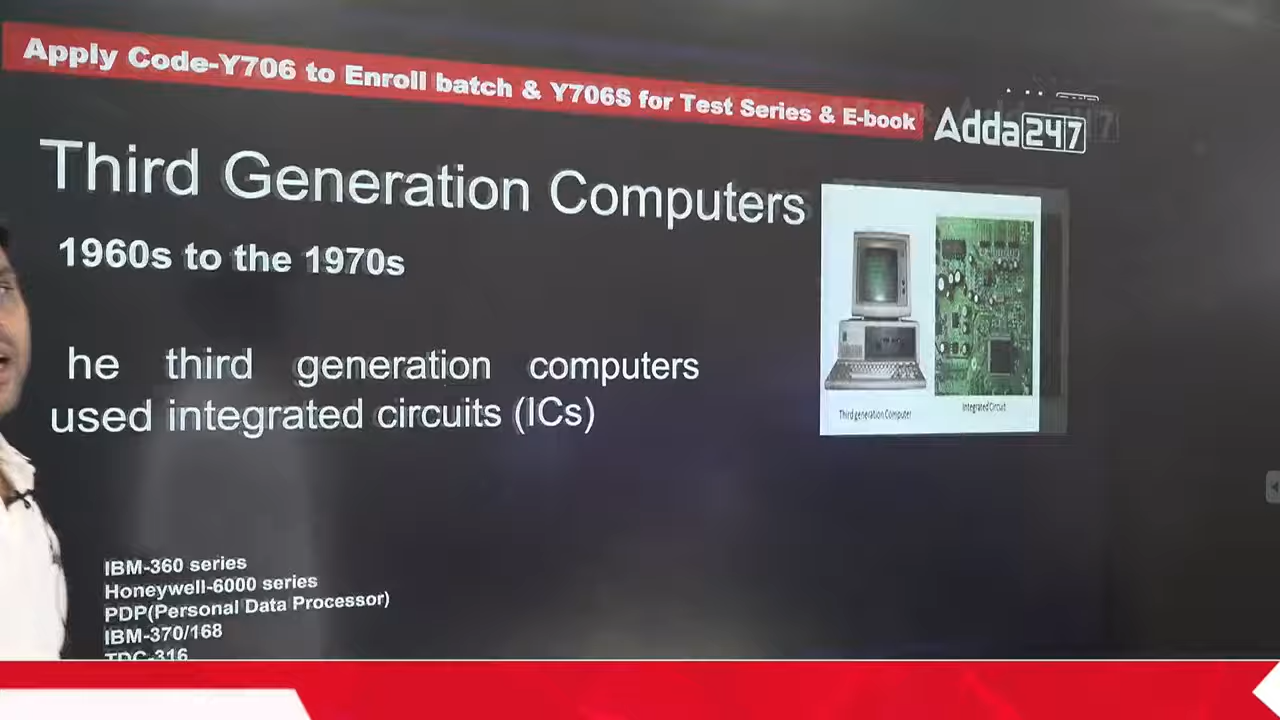 Apply Code-Y706 to Enroll batch & Y706S for Test Series & E-book
Adda247
Third Generation Computers
1960s to the 1970s
he third generation computers
used integrated circuits (ICs)
Third generation Computer
Integrated Circuit
IBM-360 series
Honeywell-6000 series
PDP(Personal Data Processor)
IBM-370/168
TDC-316